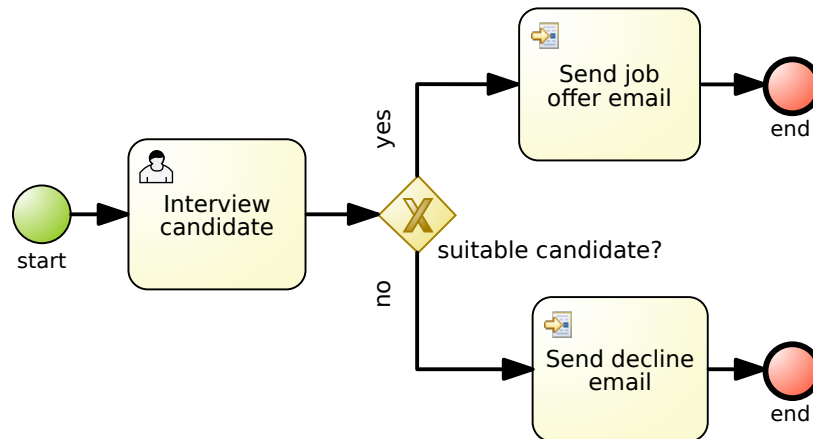 start
Interview
candidate
suitable candidate?
yes
Send job
offer email
end
no
Send decline
email
end